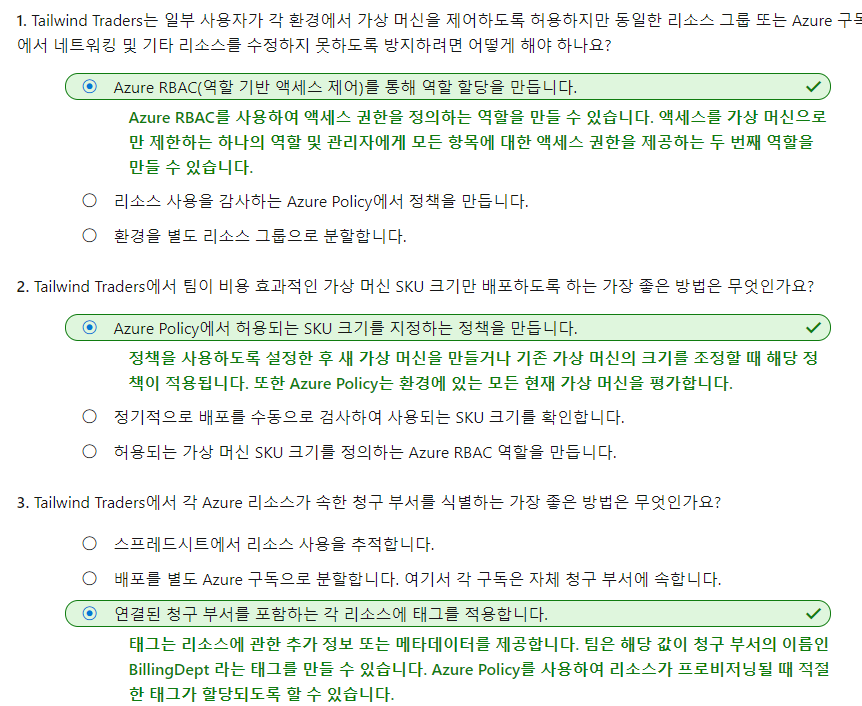 1. Tailwind Traders는 일부 사용자가 각 환경에서 가상 머신을 제어하도록 허용하지만 동일한 리소스 그룹 또는 Azure 구독
에서 네트워킹 및 기타 리소스를 수정하지 못하도록 방지하려면 어떻게 해야 하나요?
Azure RBAC(역할 기반 액세스 제어)를 통해 역할 할당을 만듭니다.
Azure RBAC를 사용하여 액세스 권한을 정의하는 역할을 만들 수 있습니다. 액세스를 가상 머신으로
만 제한하는 하나의 역할 및 관리자에게 모든 항목에 대한 액세스 권한을 제공하는 두 번째 역할을
만들 수 있습니다.
리소스 사용을 감사하는 Azure Policy에서 정책을 만듭니다.
환경을 별도 리소스 그룹으로 분할합니다.
2. Tailwind Traders에서 팀이 비용 효과적인 가상 머신 SKU 크기만 배포하도록 하는 가장 좋은 방법은 무엇인가요?
Azure Policy에서 허용되는 SKU 크기를 지정하는 정책을 만듭니다.
정책을 사용하도록 설정한 후 새 가상 머신을 만들거나 기존 가상 머신의 크기를 조정할 때 해당 정
책이 적용됩니다. 또한 Azure Policy는 환경에 있는 모든 현재 가상 머신을 평가합니다.
정기적으로 배포를 수동으로 검사하여 사용되는 SKU 크기를 확인합니다.
허용되는 가상 머신 SKU 크기를 정의하는 Azure RBAC 역할을 만듭니다.
3. Tailwind Traders에서 각 Azure 리소스가 속한 청구 부서를 식별하는 가장 좋은 방법은 무엇인가요?
스프레드시트에서 리소스 사용을 추적합니다.
배포를 별도 Azure 구독으로 분할합니다. 여기서 각 구독은 자체 청구 부서에 속합니다.
연결된 청구 부서를 포함하는 각 리소스에 태그를 적용합니다.
태그는 리소스에 관한 추가 정보 또는 메타데이터를 제공합니다. 팀은 해당 값이 청구 부서의 이름인
BillingDept 라는 태그를 만들 수 있습니다. Azure Policy를 사용하여 리소스가 프로비저닝될 때 적절
한 태그가 할당되도록 할 수 있습니다.